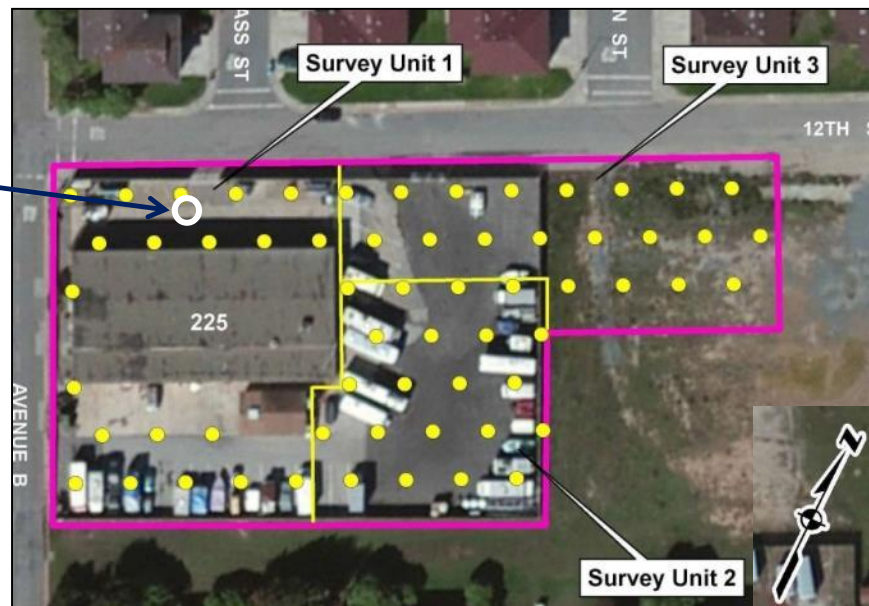 ASS ST
N ST
Survey Unit 1
Survey Unit 3
12TH S
225
AVENUE B
N
Survey Unit 2